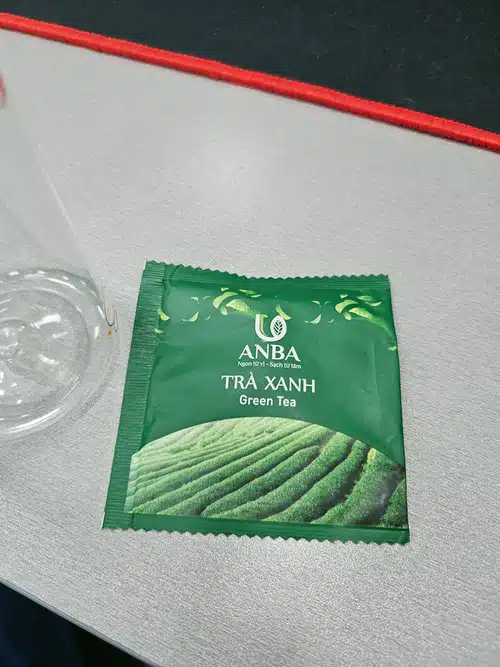 ANBA
Ngon từ vị - Sạch từ tâm
TRÀ XANH
Green Tea